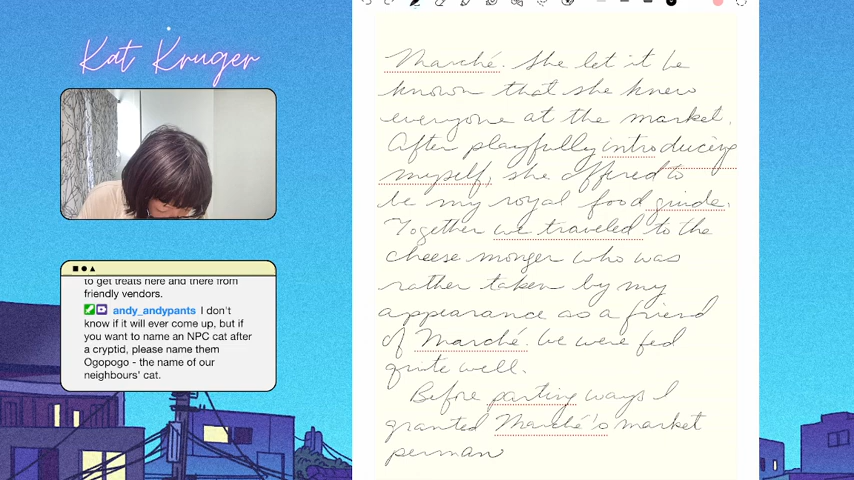 Kat Kruger
to get treats here and there from
friendly vendors.
andy_andypants I don't
know if it will ever come up, but if
you want to name an NPC cat after
a cryptid, please name them
Ogopogo - the name of our
neighbours' cat.
Marché. She let it be
known that she knew
everyone at the market.
After playfully introducing
myself, she offered to
be my royal food guide.
Together we traveled to the
cheese monger who was
rather taken by my
appearance as a friend
of Marché. We were fed
quite well.
Before parting ways I
granted Marché's market
perman